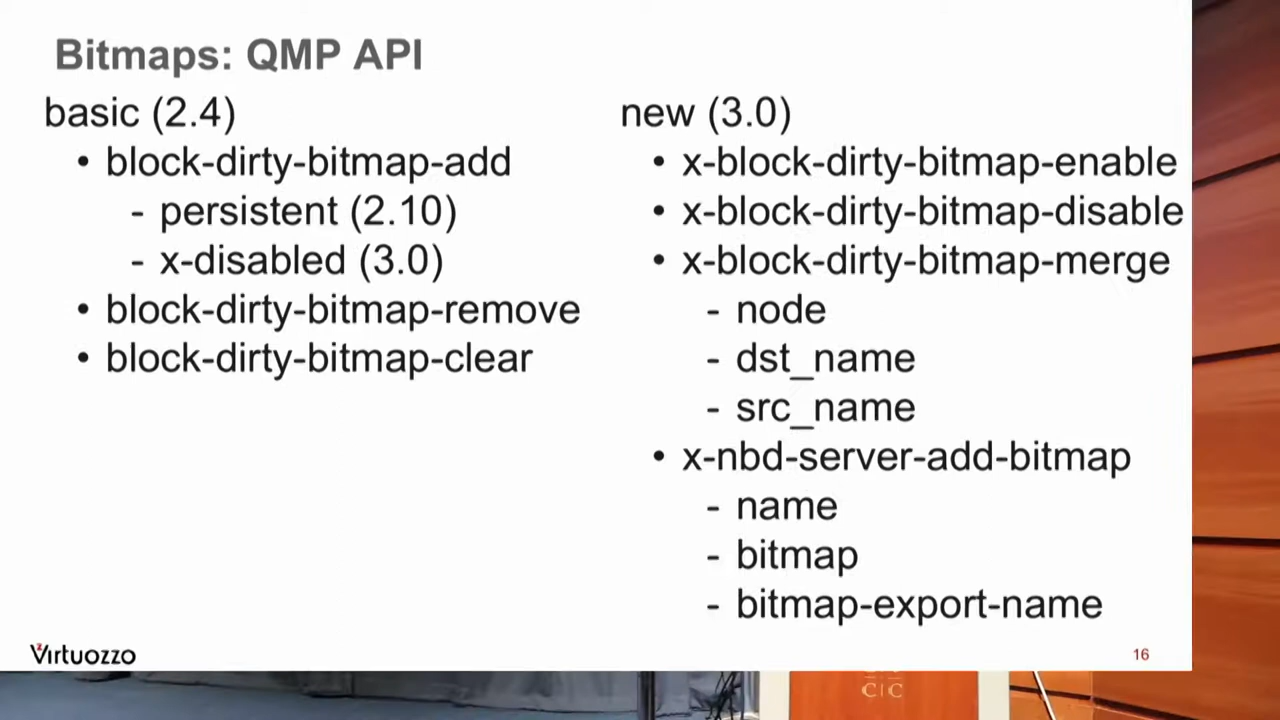 Bitmaps: QMP API
basic (2.4)
• block-dirty-bitmap-add
- persistent (2.10)
- x-disabled (3.0)
• block-dirty-bitmap-remove
• block-dirty-bitmap-clear
new (3.0)
• x-block-dirty-bitmap-enable
• x-block-dirty-bitmap-disable
• x-block-dirty-bitmap-merge
- node
- dst_name
- src_name
• x-nbd-server-add-bitmap
- name
- bitmap
- bitmap-export-name
Virtuozzo
16
CIC